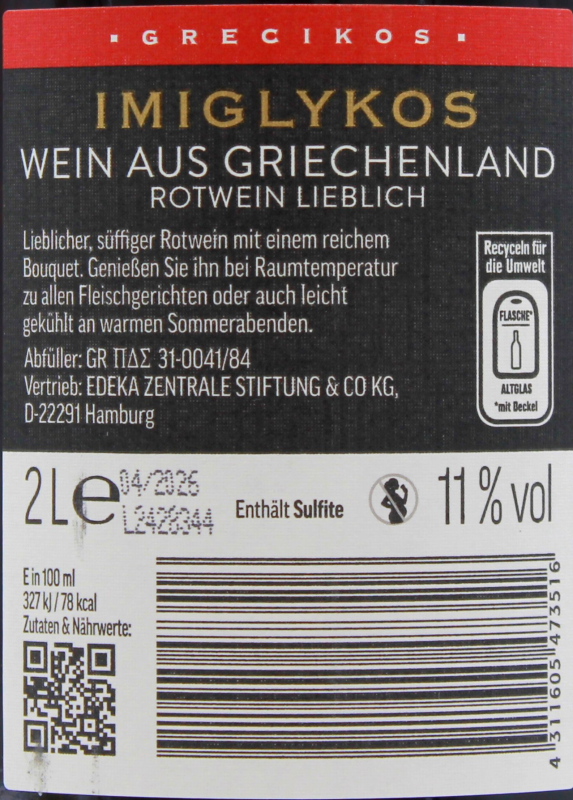 ▪ GRECIKOS ▪
IMIGLYKOS
WEIN AUS GRIECHENLAND
ROTWEIN LIEBLICH
Lieblicher, süffiger Rotwein mit einem reichem
Bouquet. Genießen Sie ihn bei Raumtemperatur
zu allen Fleischgerichten oder auch leicht
gekühlt an warmen Sommerabenden.
Abfüller: GR ΠΔΣ 31-0041/84
Vertrieb: EDEKA ZENTRALE STIFTUNG & CO KG,
D-22291 Hamburg
Recyceln für
die Umwelt
FLASCHE*
ALTGLAS
*mit Deckel
2 L e
04/2026
L2428344
Enthält Sulfite
11 % vol
E in 100 ml
327 kJ / 78 kcal
Zutaten & Nährwerte:
4 311605 473516